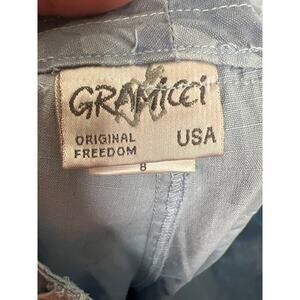 GRAMicci
ORIGINAL USA
FREEDOM
8